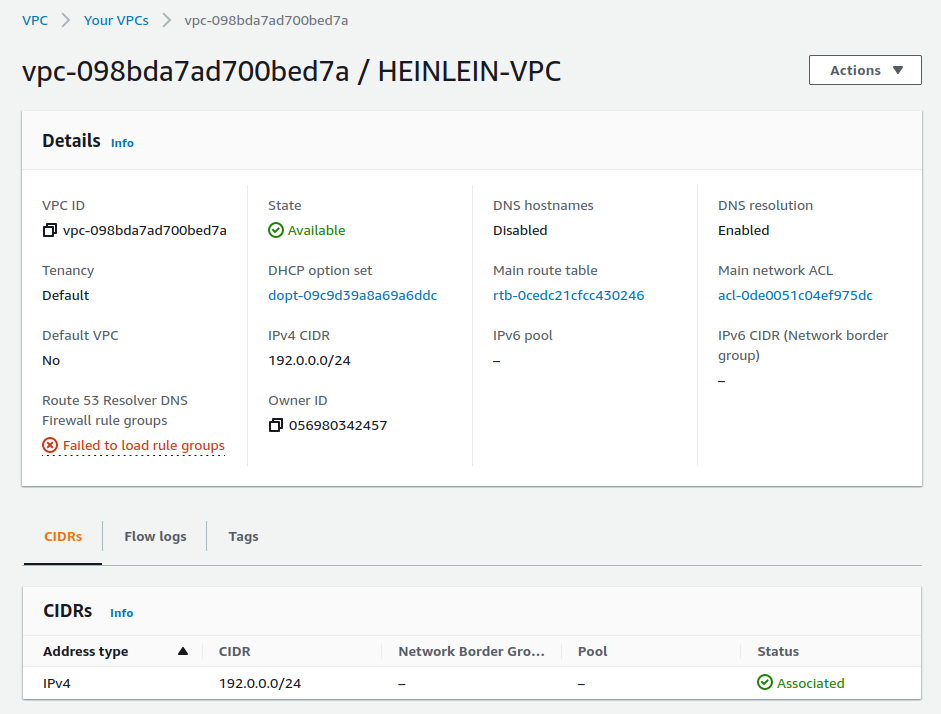 VPC > Your VPCs > vpc-098bda7ad700bed7a
vpc-098bda7ad700bed7a / HEINLEIN-VPC
Actions ▼
Details Info
VPC ID
vpc-098bda7ad700bed7a
State
Available
DNS hostnames
Disabled
DNS resolution
Enabled
Tenancy
Default
DHCP option set
dopt-09c9d39a8a69a6ddc
Main route table
rtb-0cedc21cfcc430246
Main network ACL
acl-0de0051c04ef975dc
Default VPC
No
IPv4 CIDR
192.0.0.0/24
IPv6 pool
–
IPv6 CIDR (Network border
group)
–
Route 53 Resolver DNS
Firewall rule groups
Failed to load rule groups
Owner ID
056980342457
CIDRs Flow logs Tags
CIDRs Info
Address type ▲ CIDR Network Border Gro... Pool Status
IPv4 192.0.0.0/24 – – Associated